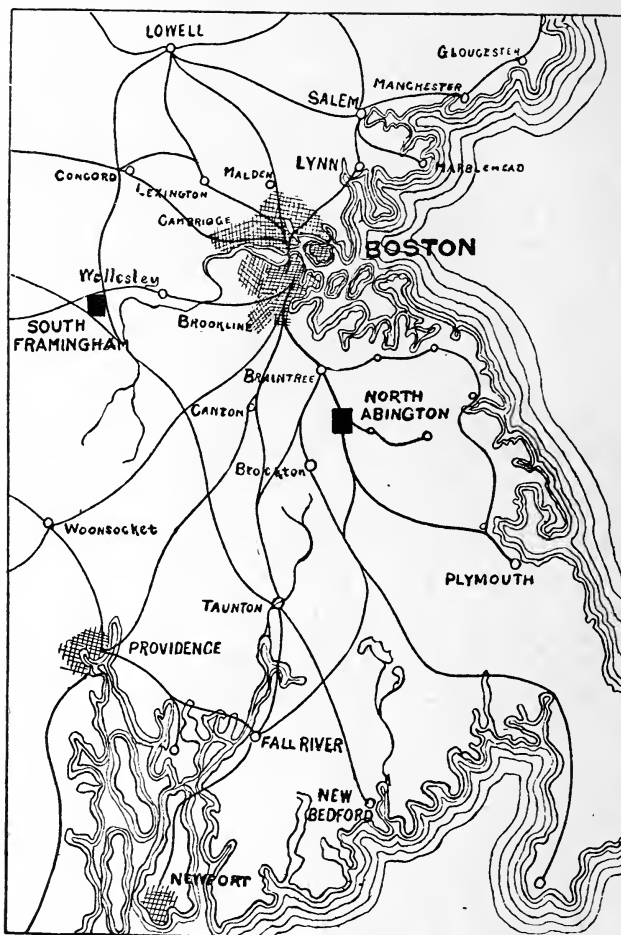 LOWELL
GLOUCESTER
MANCHESTER
SALEM
LYNN
MARBLEHEAD
MALDEN
CONCORD
LEXINGTON
CAMBRIDGE
BOSTON
Wellesley
SOUTH
FRAMINGHAM
BROOKLINE
BRAINTREE
NORTH
ABINGTON
CANTON
BROCKTON
WOONSOCKET
PLYMOUTH
TAUNTON
PROVIDENCE
FALL RIVER
NEW
BEDFORD
NEWPORT